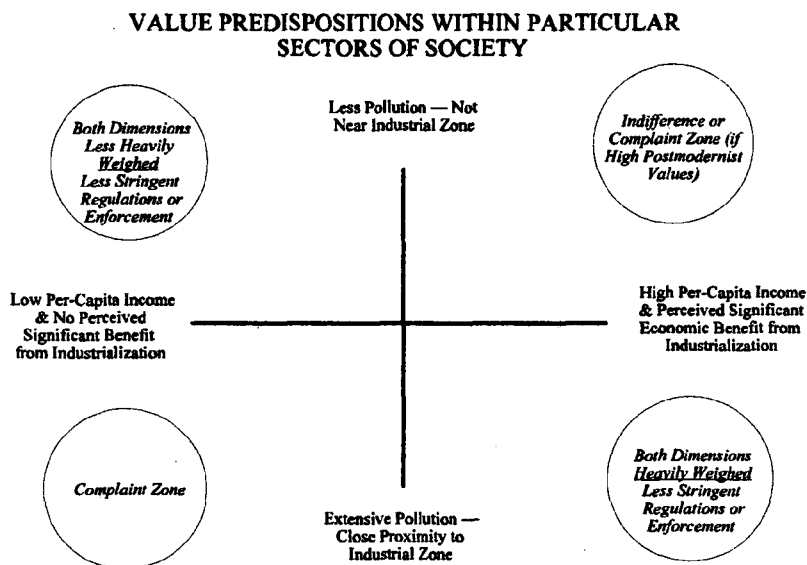 VALUE PREDISPOSITIONS WITHIN PARTICULAR
SECTORS OF SOCIETY
Both Dimensions
Less Heavily
Weighed
Less Stringent
Regulations or
Enforcement
Less Pollution — Not
Near Industrial Zone
Indifference or
Complaint Zone (if
High Postmodernist
Values)
Low Per-Capita Income
& No Perceived
Significant Benefit
from Industrialization
High Per-Capita Income
& Perceived Significant
Economic Benefit from
Industrialization
Complaint Zone
Extensive Pollution —
Close Proximity to
Industrial Zone
Both Dimensions
Heavily Weighed
Less Stringent
Regulations or
Enforcement